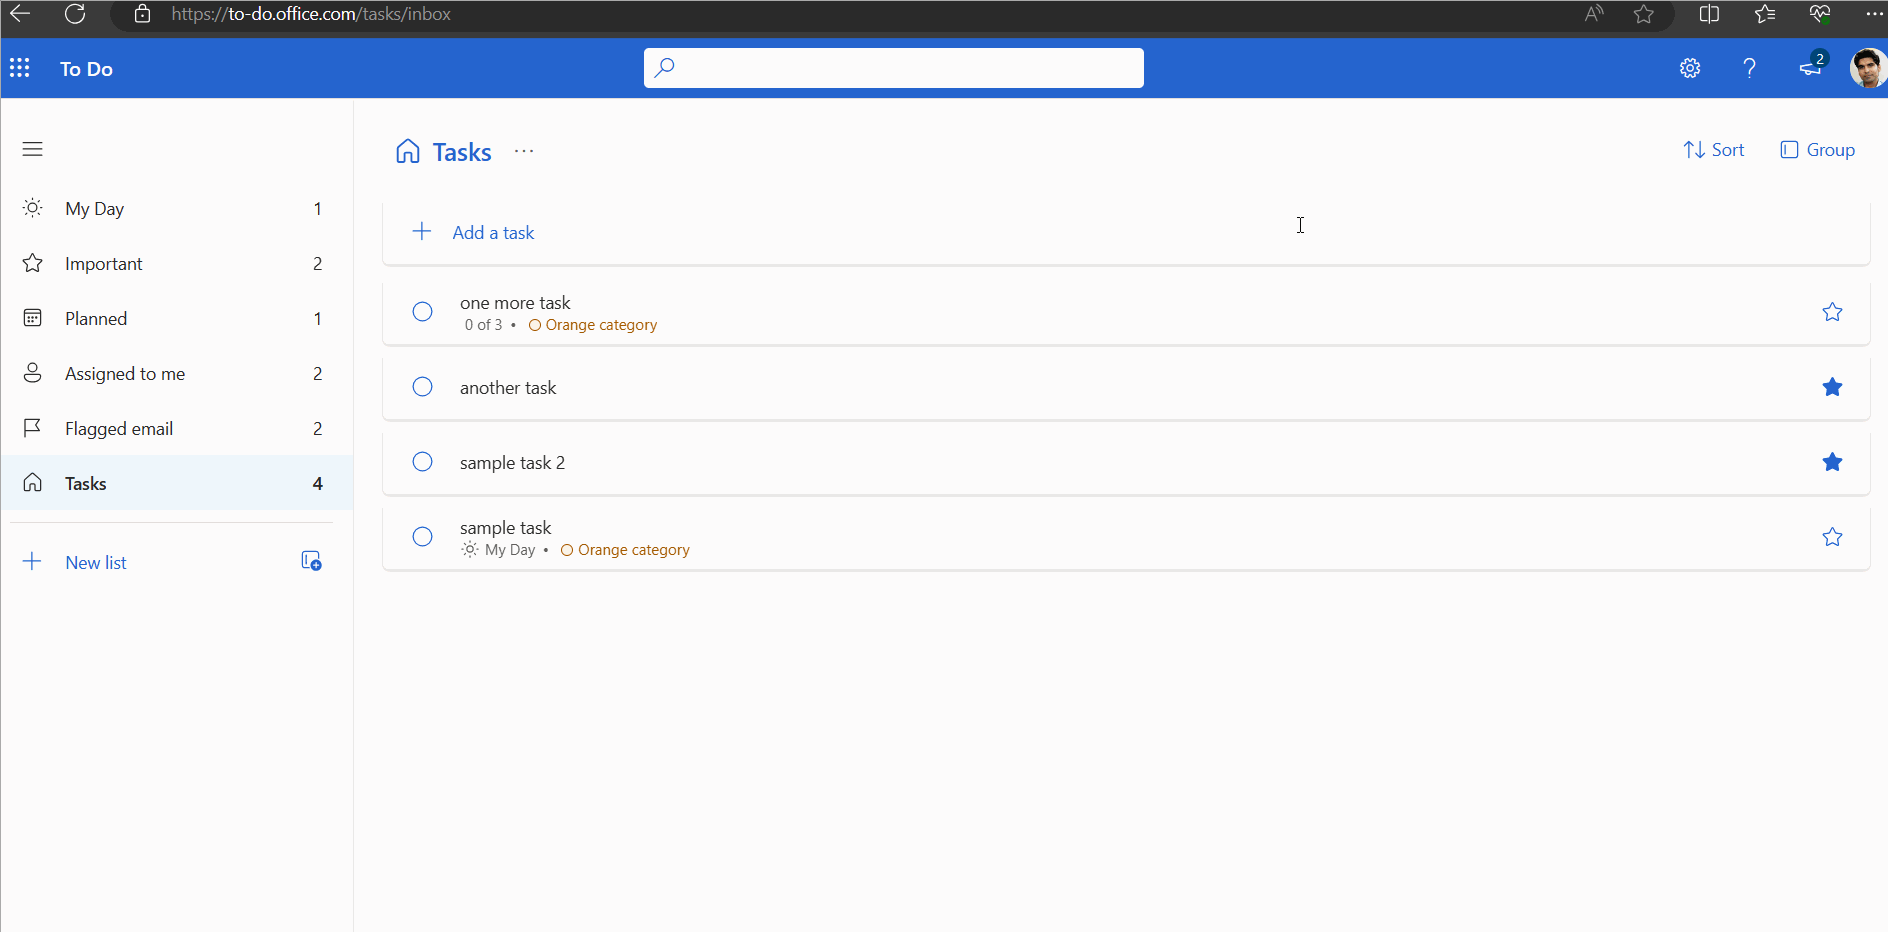 https://to-do.office.com/tasks/inbox
To Do
2
Tasks
Sort
Group
My Day 1
Important 2
Planned 1
Assigned to me 2
Flagged email 2
Tasks 4
New list
Add a task
one more task
0 of 3 • Orange category
another task
sample task 2
sample task
My Day • Orange category